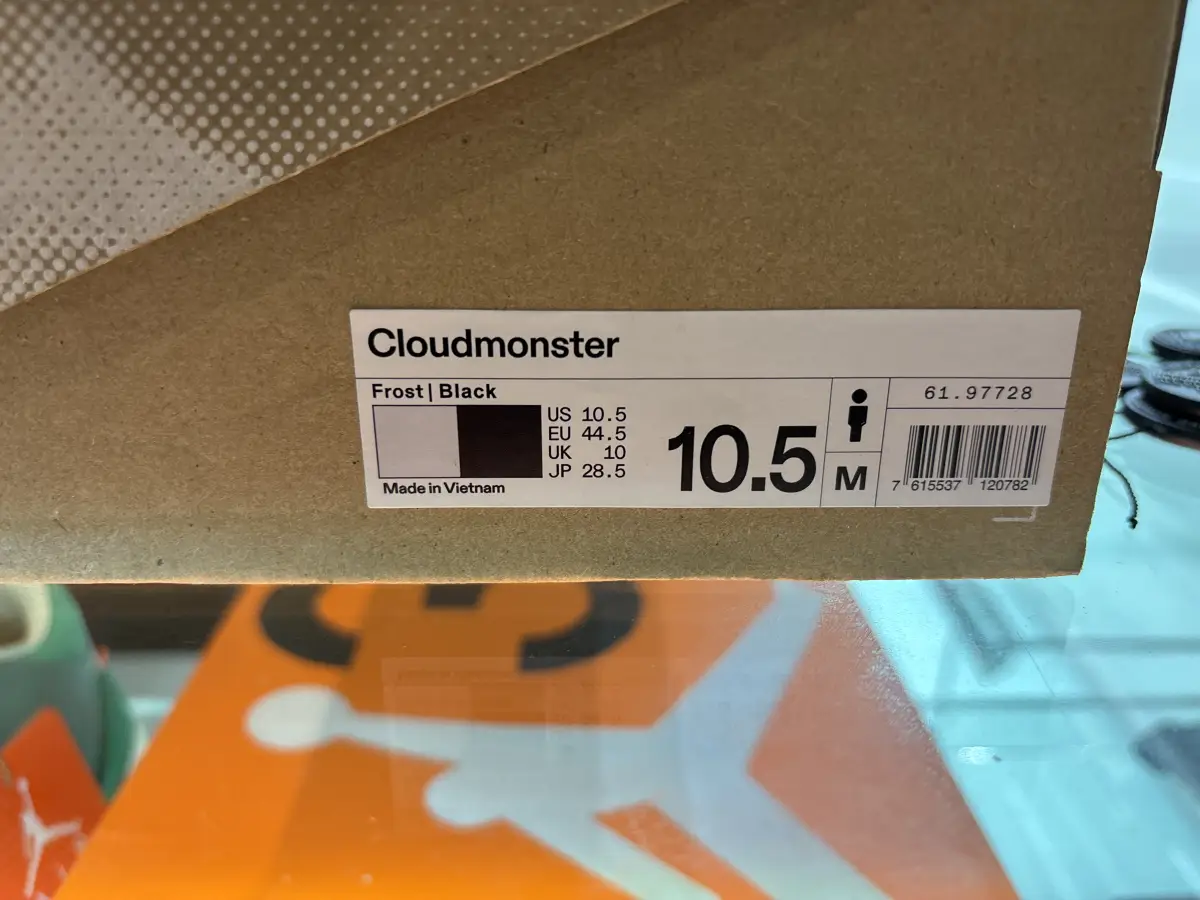 Cloudmonster
Frost | Black
US 10.5
EU 44.5
UK 10
JP 28.5
Made in Vietnam
10.5
M
61.97728
7 615537 120782